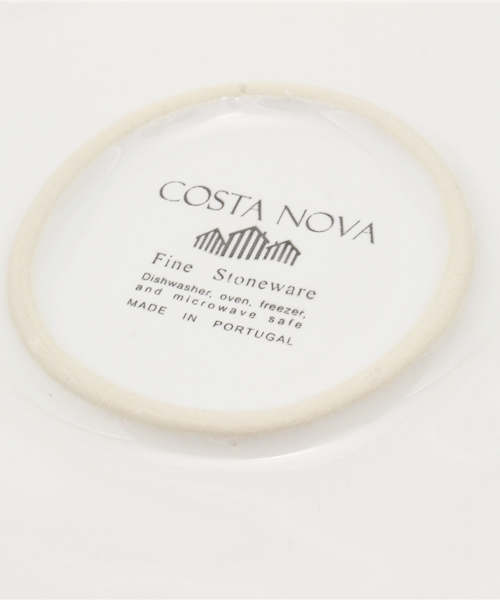 COSTA NOVA
Fine Stoneware
Dishwasher, oven, freezer,
and microwave safe
MADE IN PORTUGAL